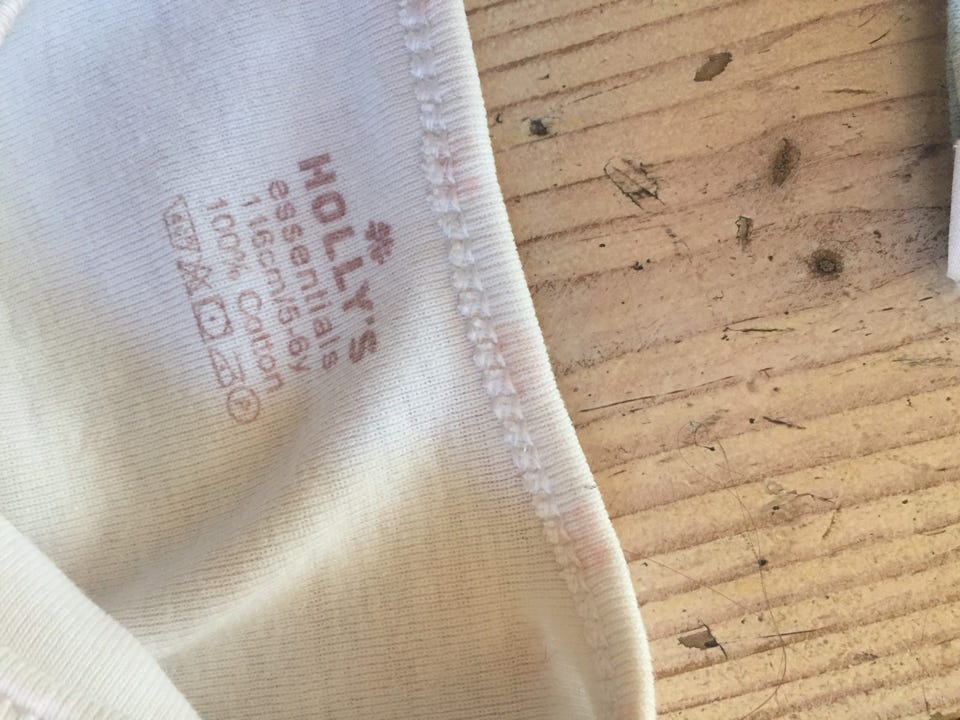 HOLLY'S
essentials
116cm/5-6y
100% Cotton